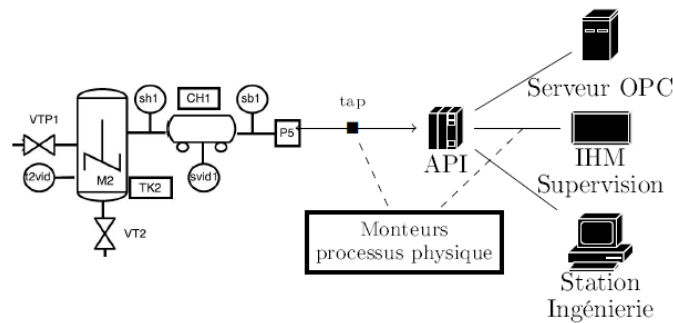 Serveur OPC
sh1
CH1
sb1
tap
VTP1
P5
API
IHM
Supervision
t2vid
M2
TK2
svid1
VT2
Monteurs
processus physique
Station
Ingénierie